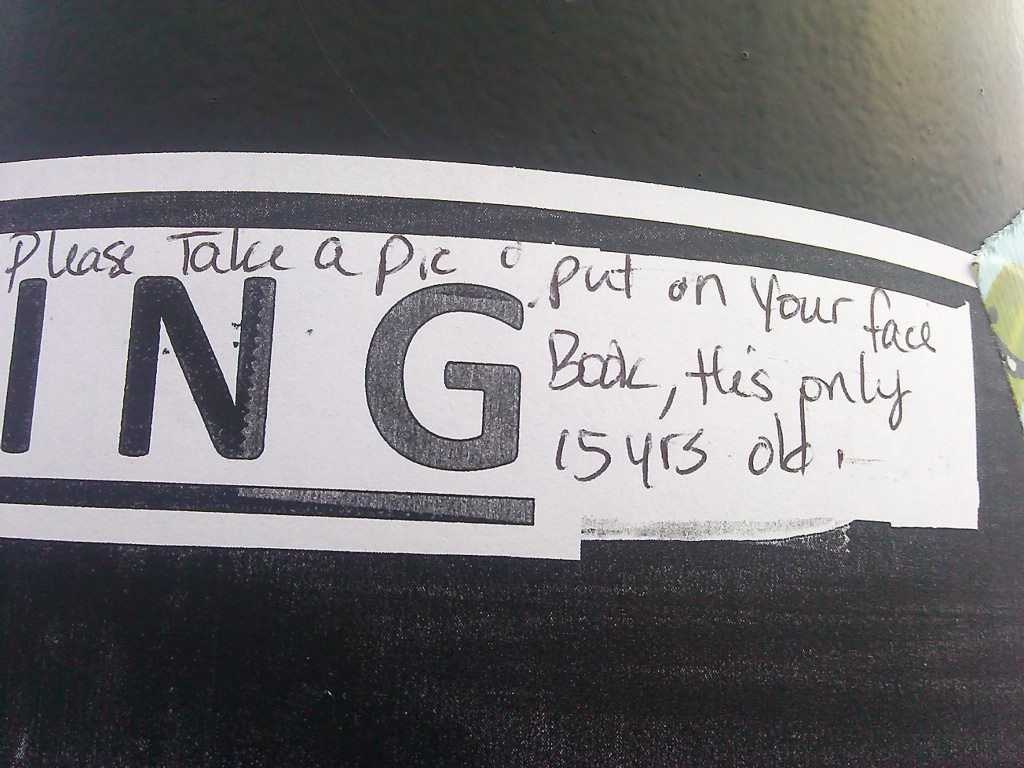 Please Take a pic
put on your face
Book, this only
15 yrs old.
ING